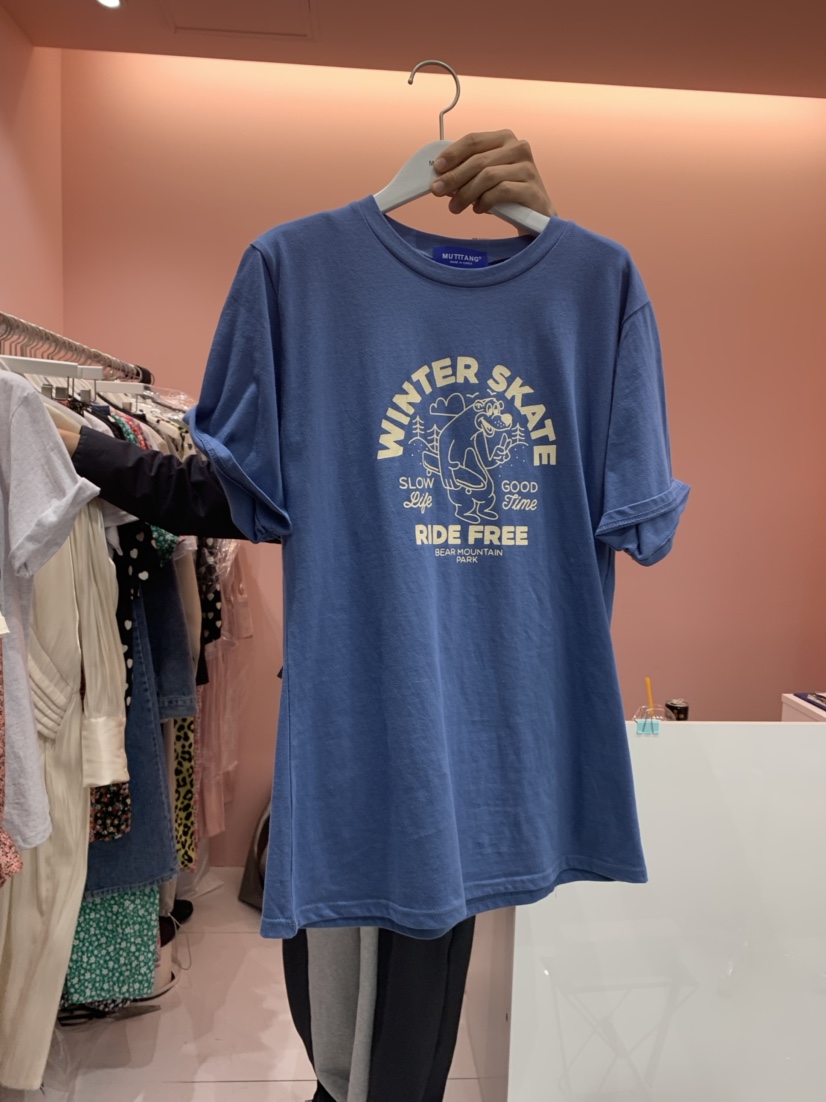 MUTTTANG
WINTER SKATE
SLOW GOOD
Life Time
RIDE FREE
BEAR MOUNTAIN
PARK